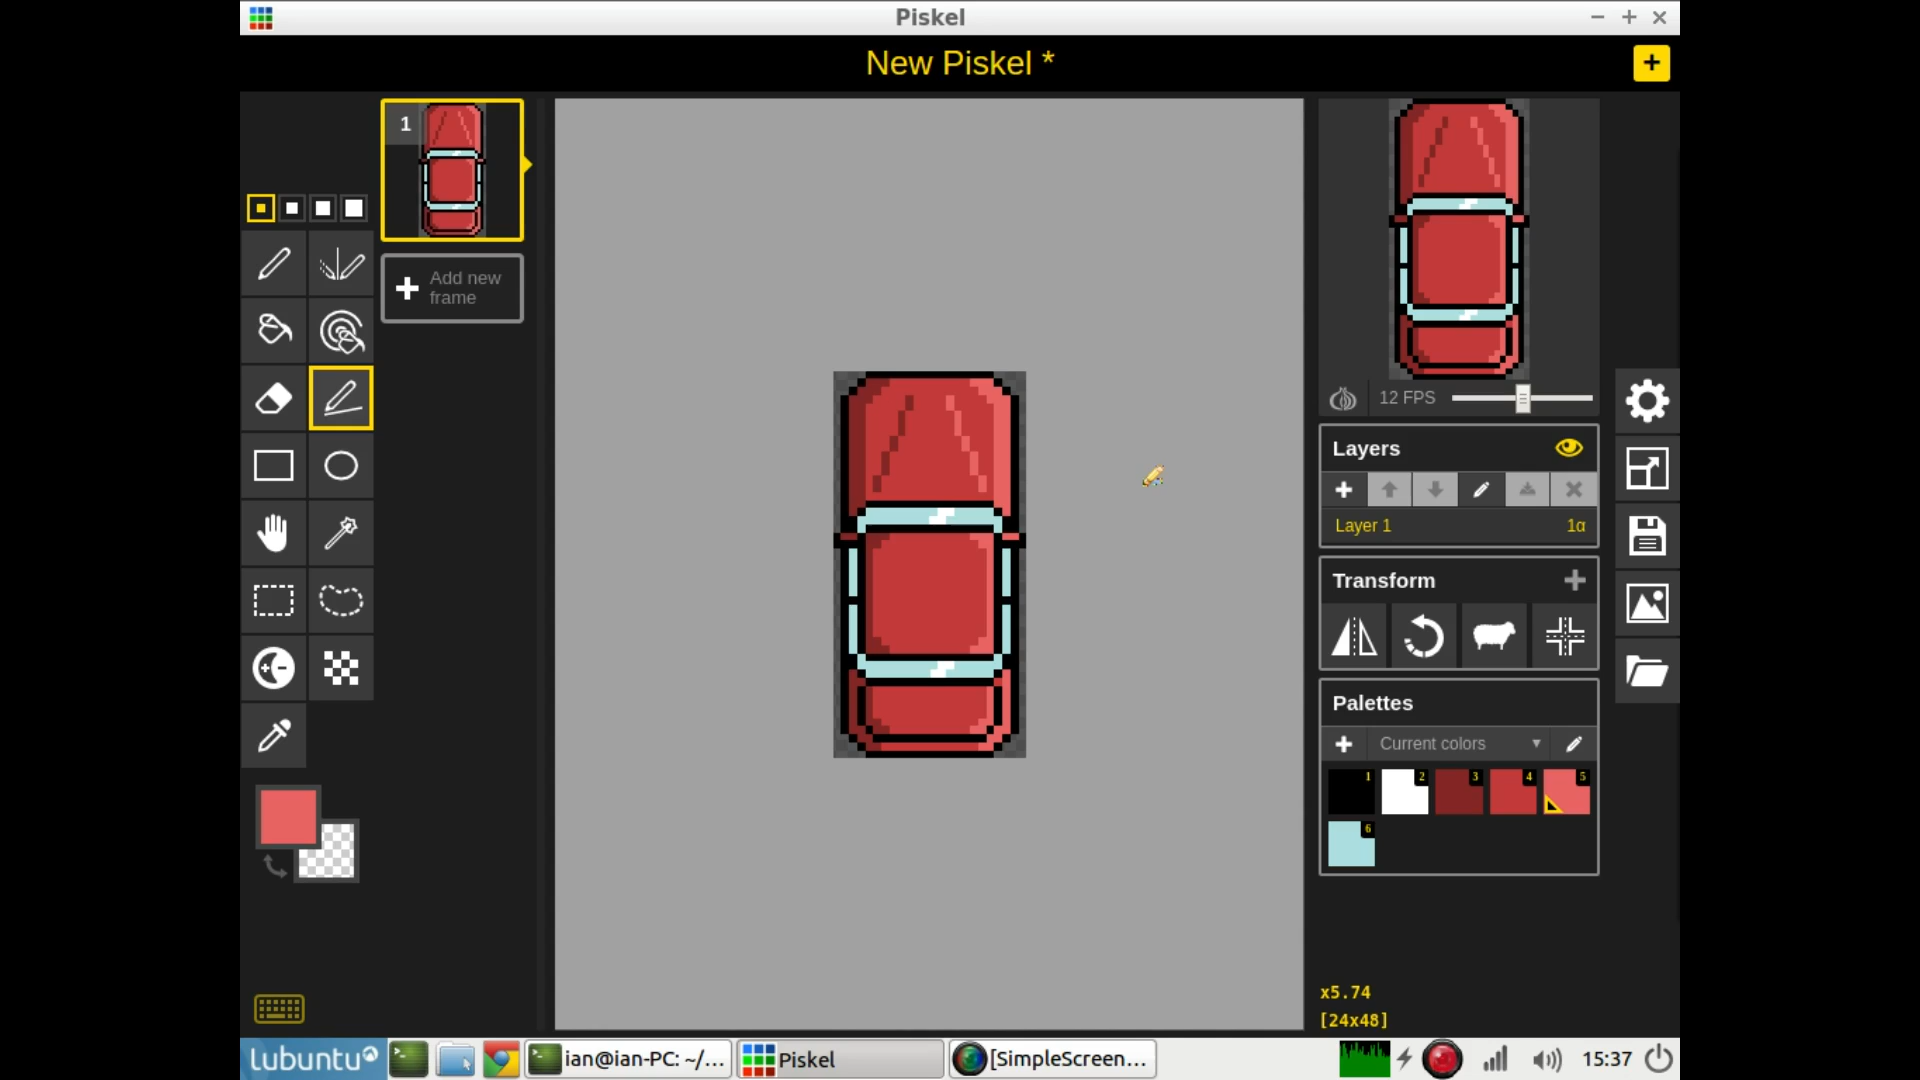 Piskel
New Piskel *
1
Add new
frame
12 FPS
Layers
Layer 1
1α
Transform
Palettes
Current colors
1
2
3
4
5
6
x5.74
[24x48]
lubuntu
ian@ian-PC: ~/...
Piskel
[SimpleScreen...
15:37